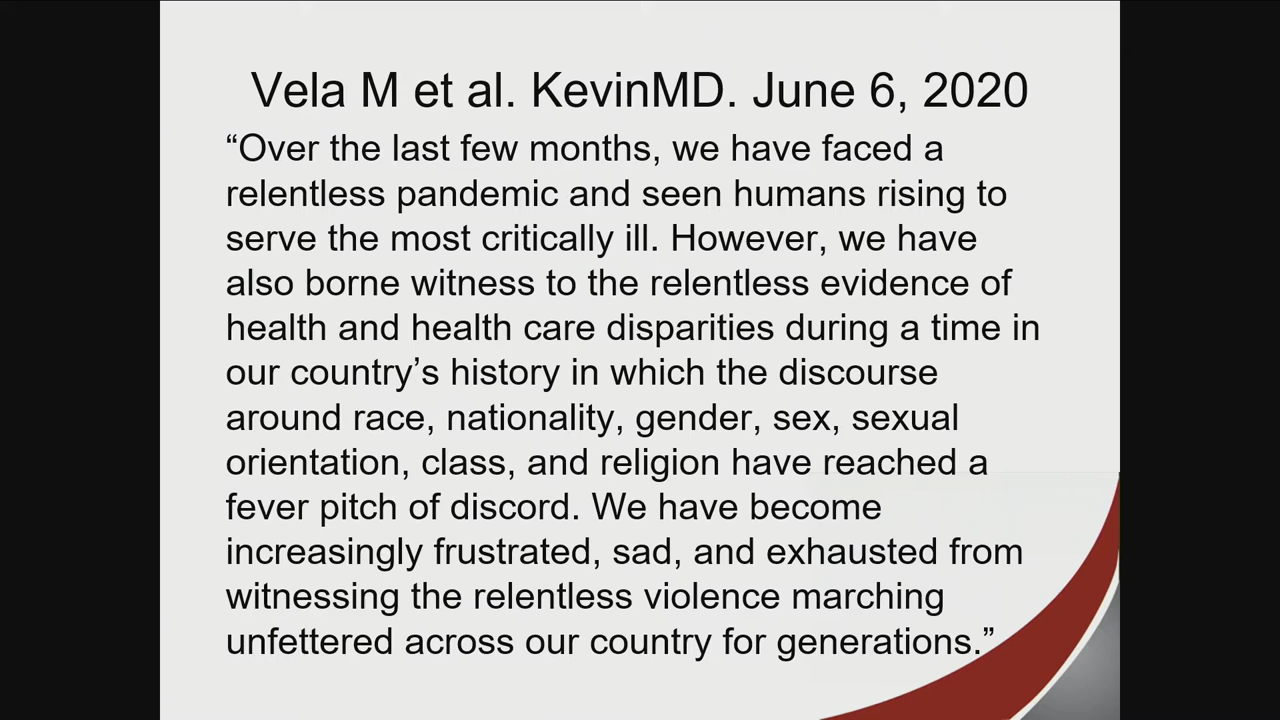 Vela M et al. KevinMD. June 6, 2020
“Over the last few months, we have faced a
relentless pandemic and seen humans rising to
serve the most critically ill. However, we have
also borne witness to the relentless evidence of
health and health care disparities during a time in
our country’s history in which the discourse
around race, nationality, gender, sex, sexual
orientation, class, and religion have reached a
fever pitch of discord. We have become
increasingly frustrated, sad, and exhausted from
witnessing the relentless violence marching
unfettered across our country for generations.”